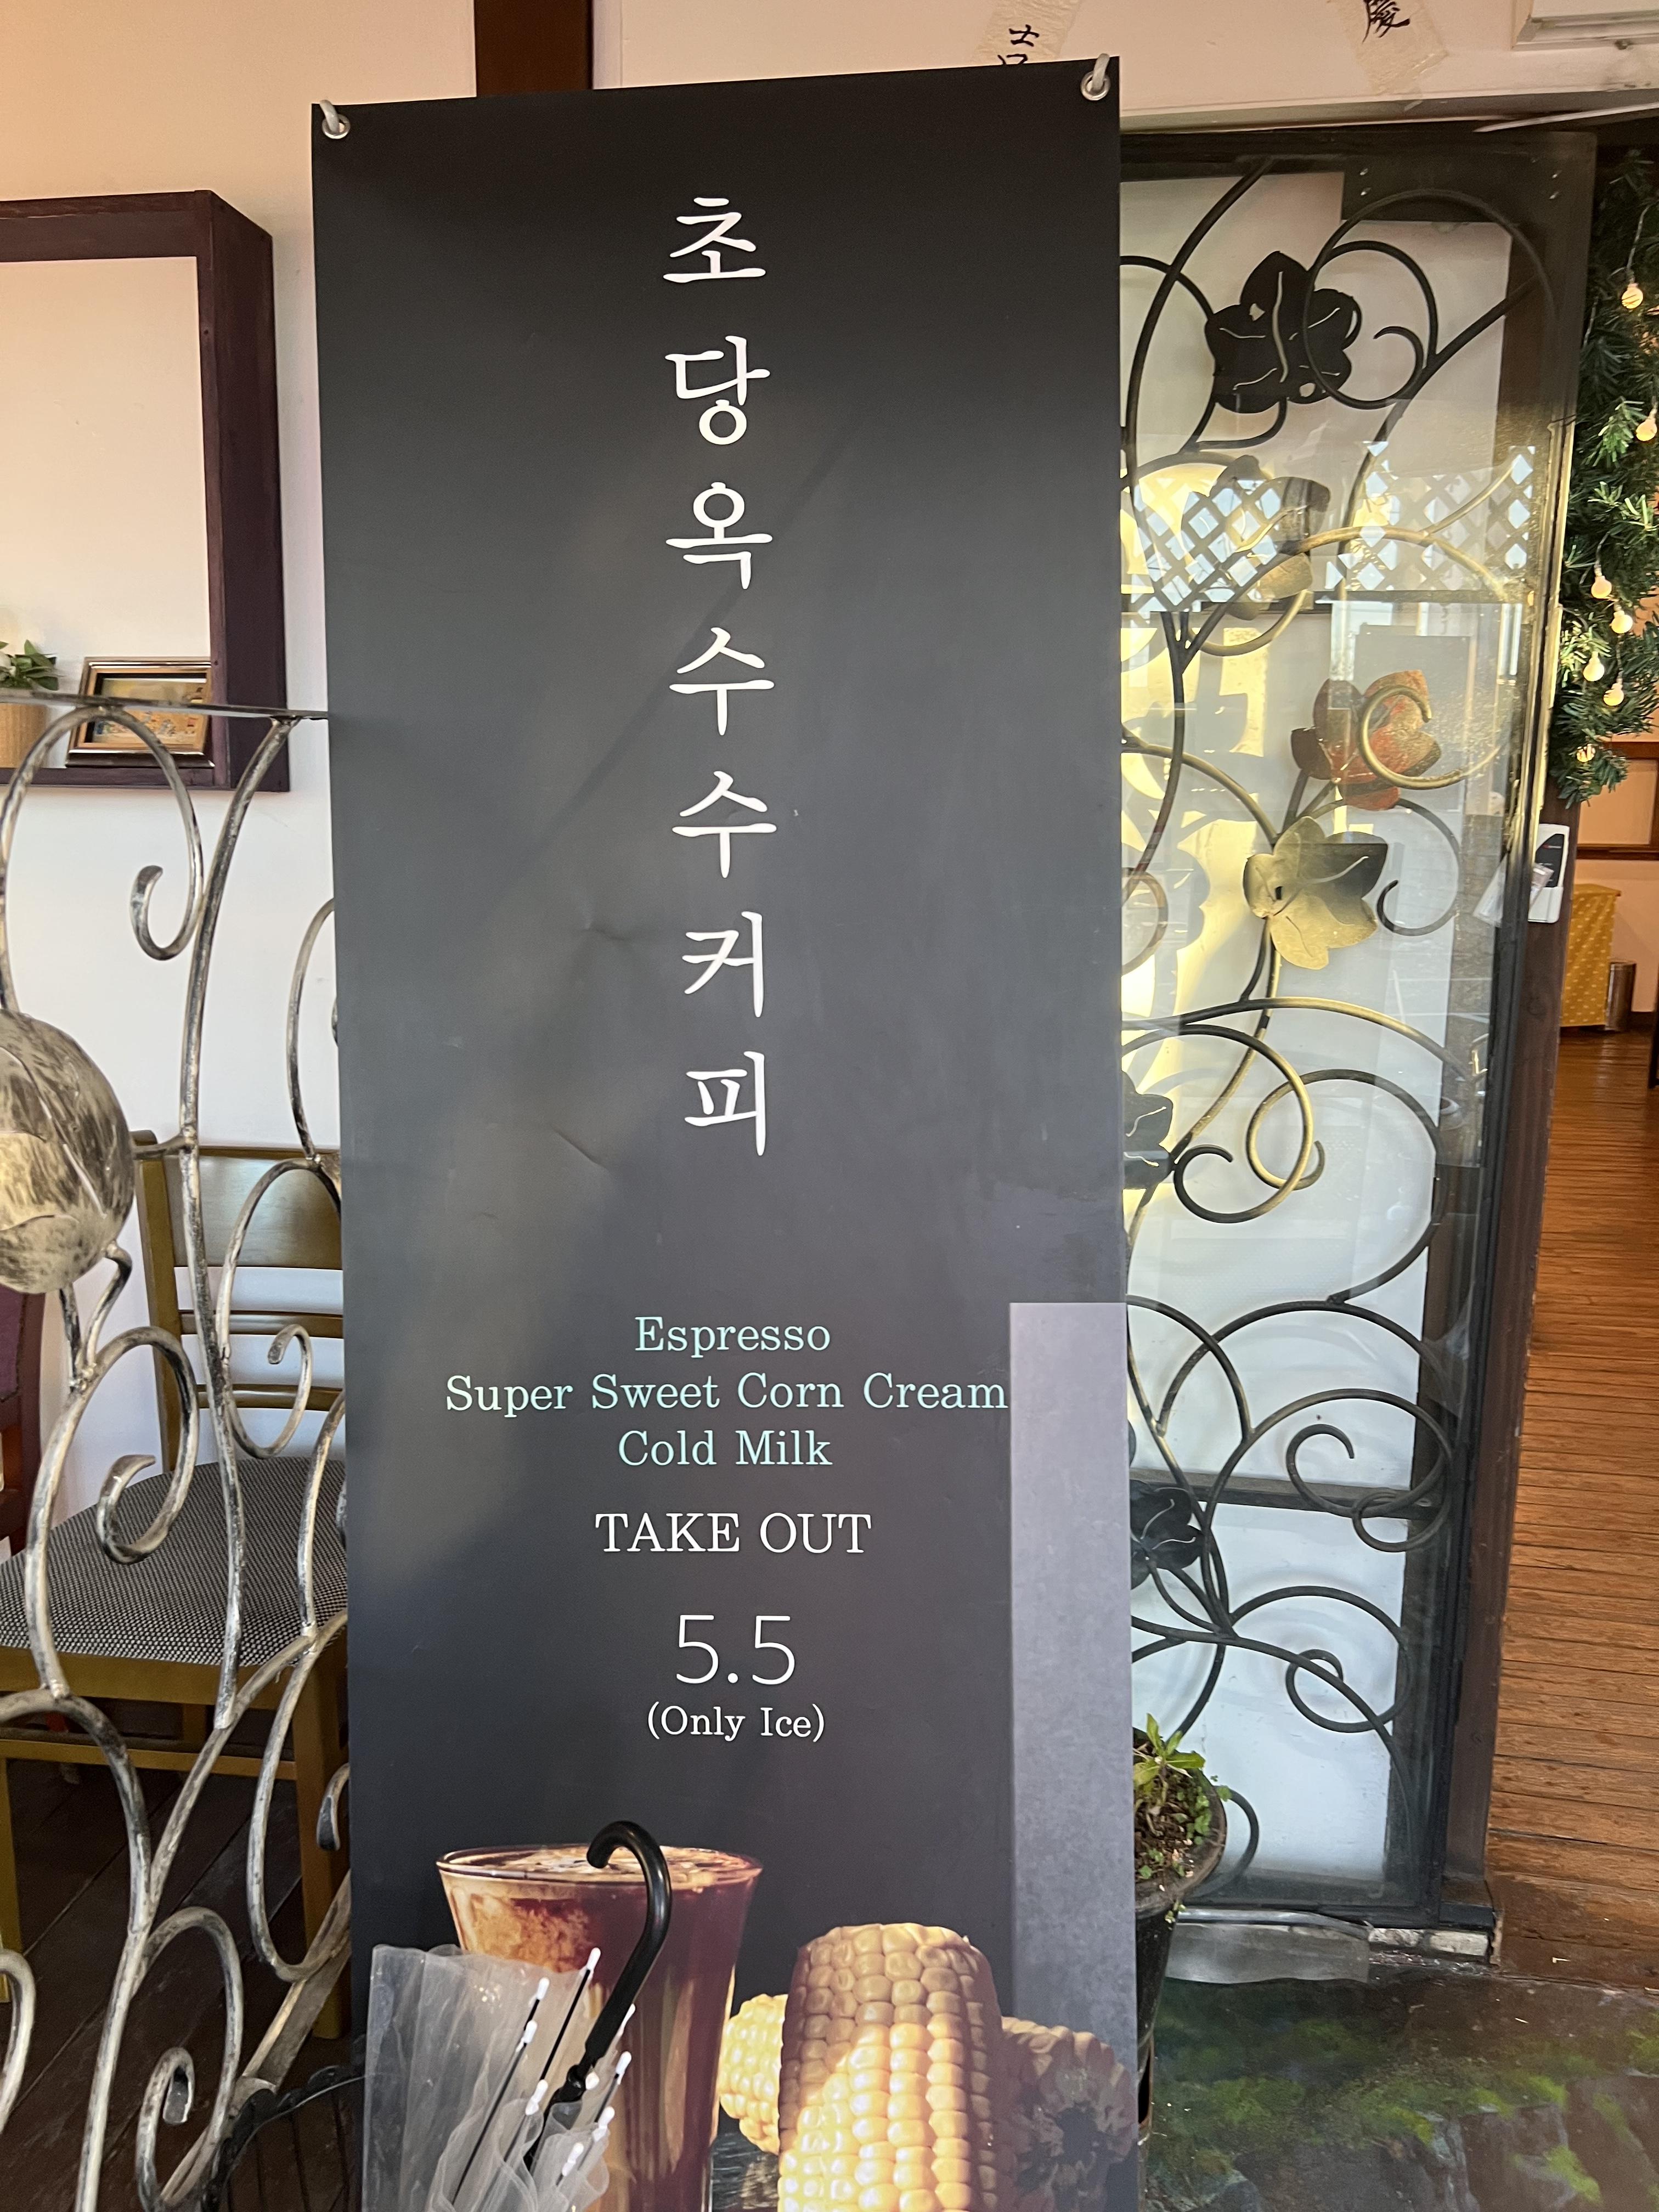 초당옥수수커피
Espresso
Super Sweet Corn Cream
Cold Milk
TAKE OUT
5.5
(Only Ice)